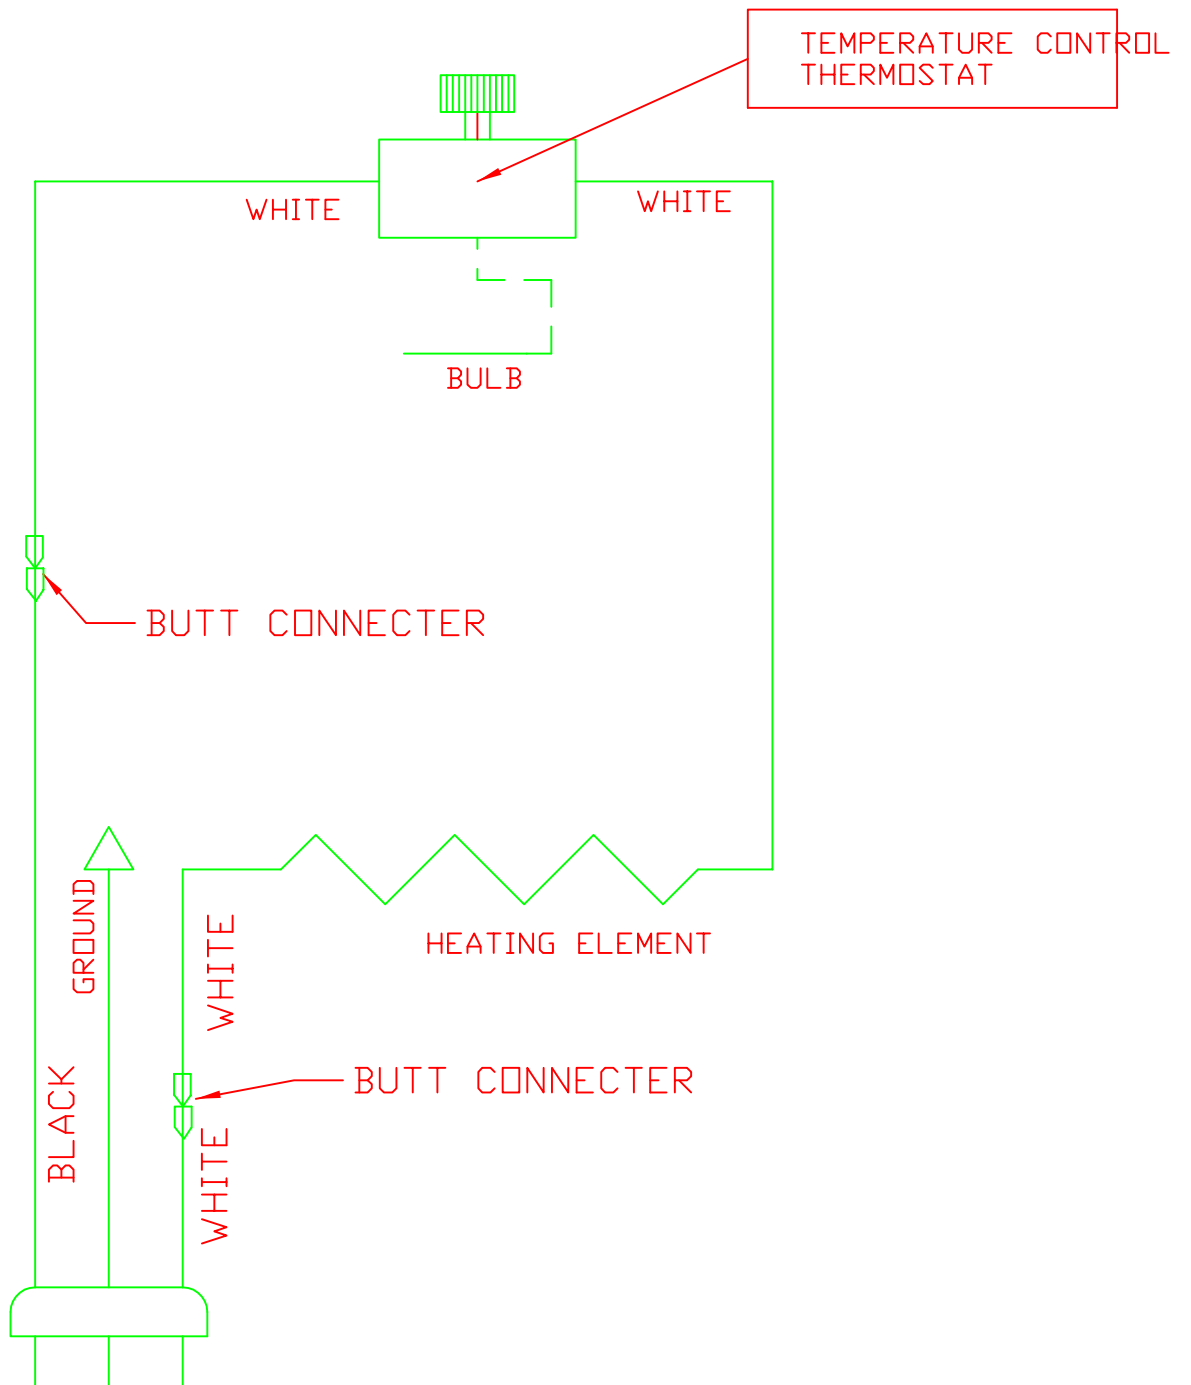 TEMPERATURE CONTROL
THERMOSTAT
WHITE
WHITE
BULB
BUTT CONNECTER
GROUND
WHITE
HEATING ELEMENT
BLACK
BUTT CONNECTER
WHITE